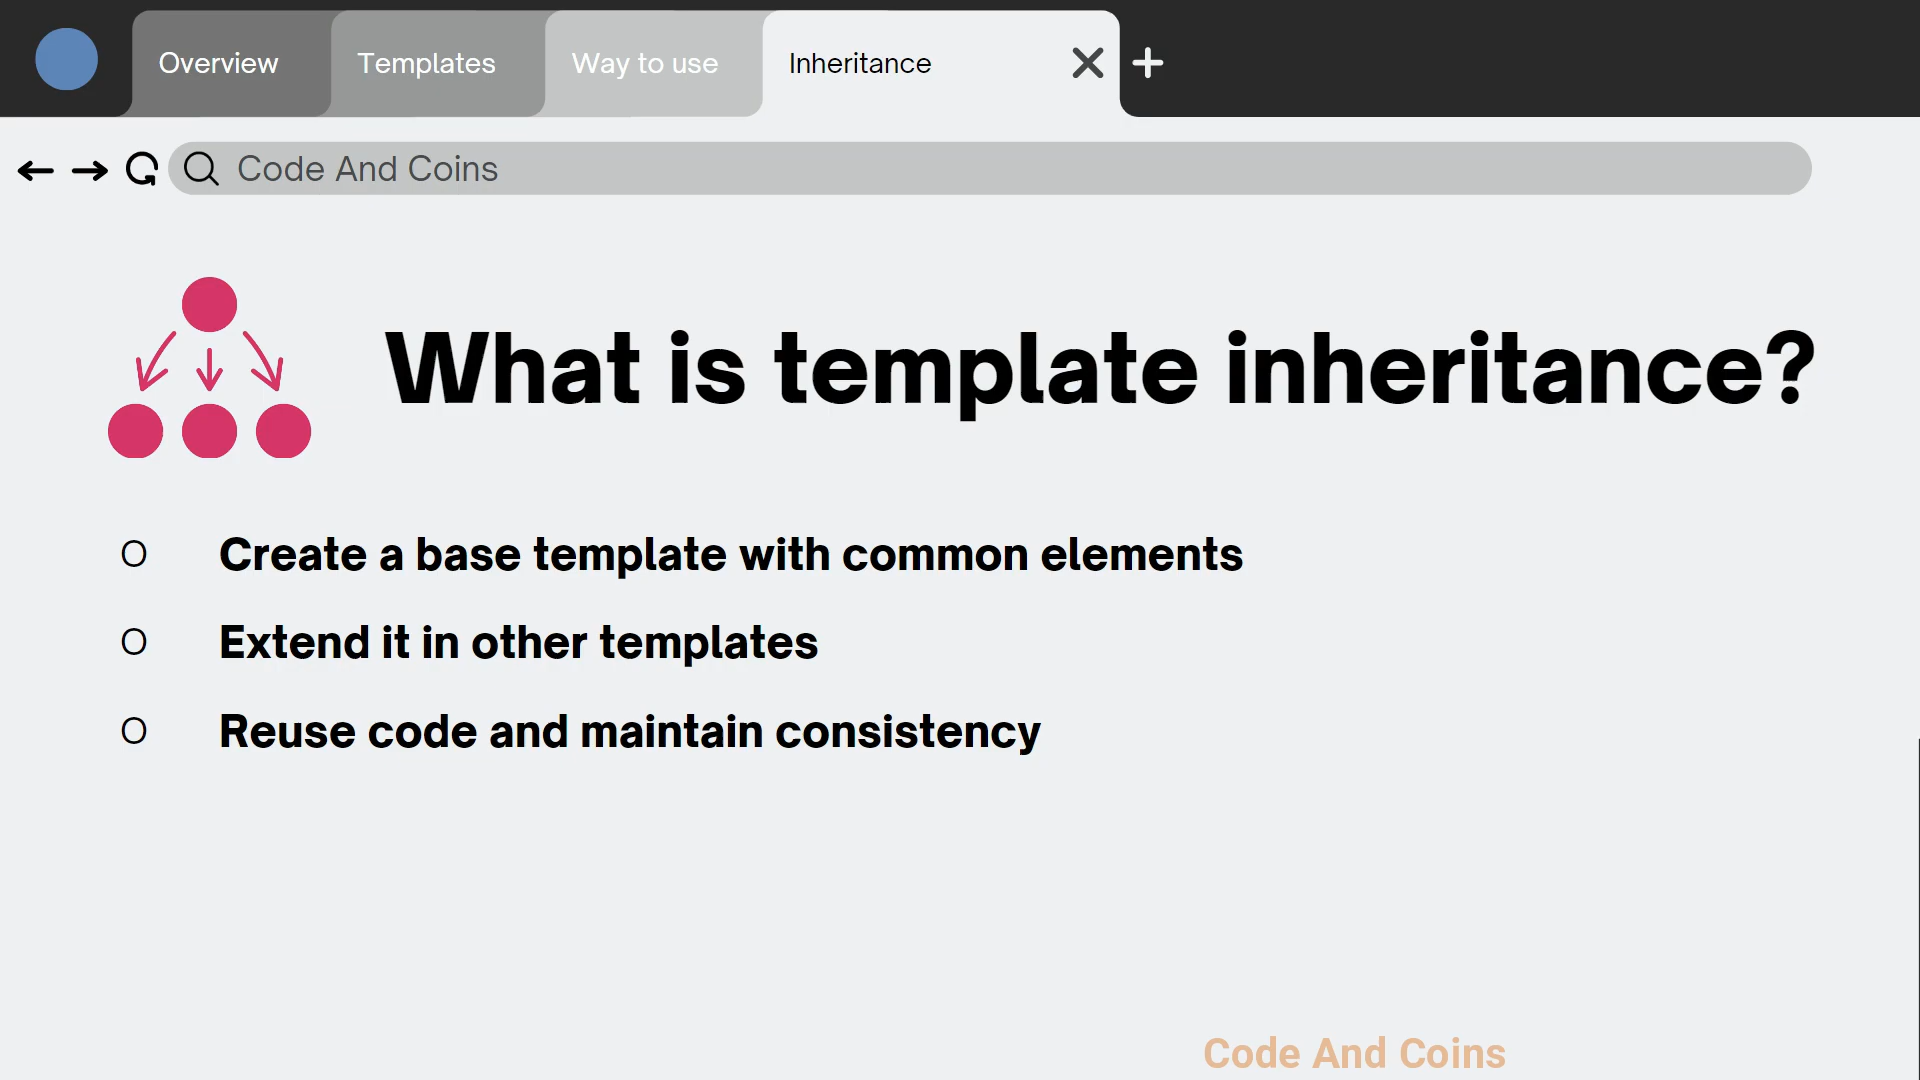 Overview Templates Way to use Inheritance
Code And Coins
What is template inheritance?
O Create a base template with common elements
O Extend it in other templates
O Reuse code and maintain consistency
Code And Coins